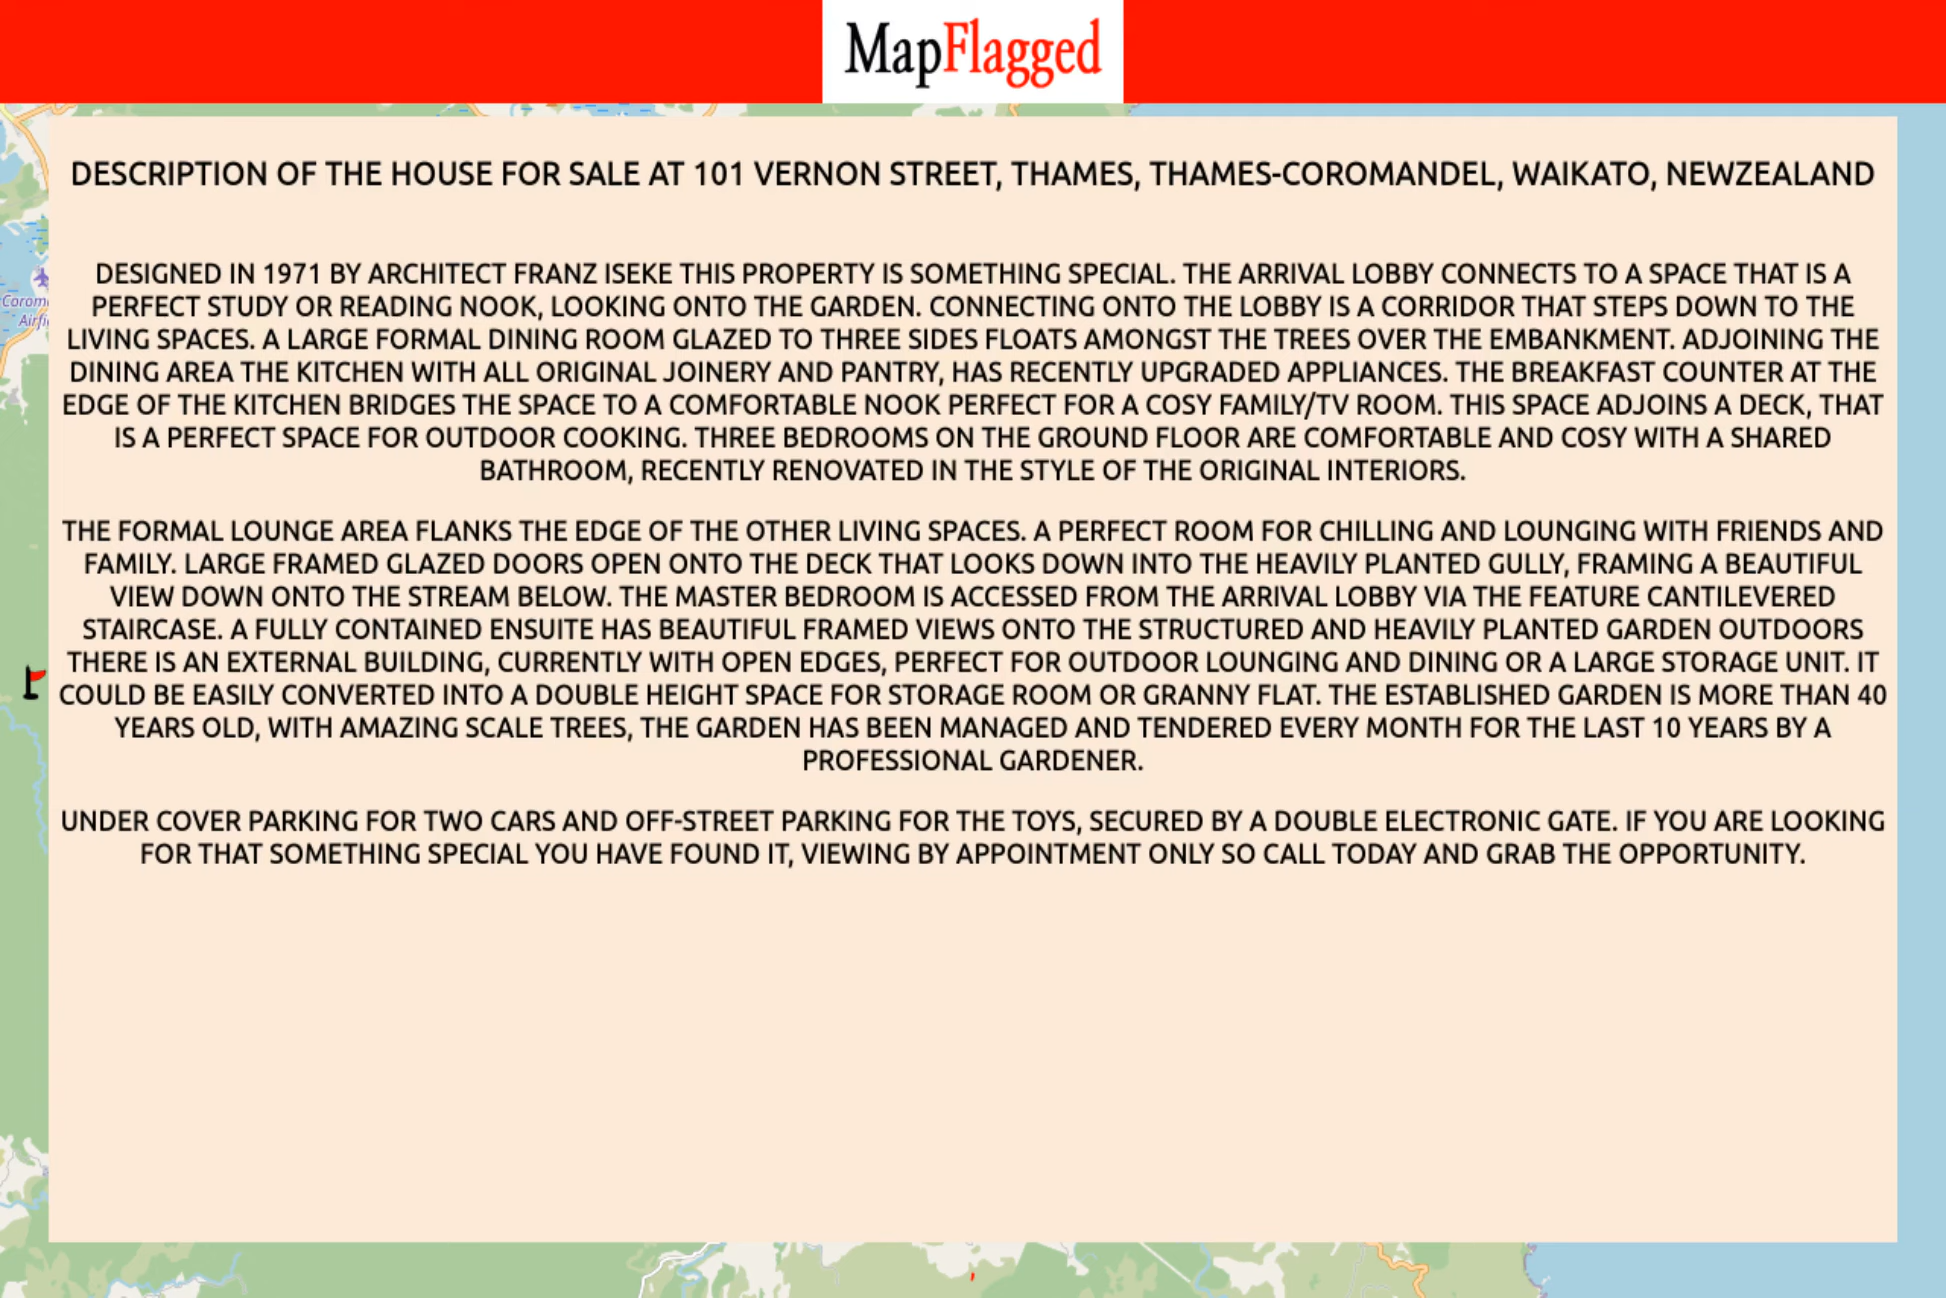 MapFlagged
DESCRIPTION OF THE HOUSE FOR SALE AT 101 VERNON STREET, THAMES, THAMES-COROMANDEL, WAIKATO, NEWZEALAND
DESIGNED IN 1971 BY ARCHITECT FRANZ ISEKE THIS PROPERTY IS SOMETHING SPECIAL. THE ARRIVAL LOBBY CONNECTS TO A SPACE THAT IS A
PERFECT STUDY OR READING NOOK, LOOKING ONTO THE GARDEN. CONNECTING ONTO THE LOBBY IS A CORRIDOR THAT STEPS DOWN TO THE
LIVING SPACES. A LARGE FORMAL DINING ROOM GLAZED TO THREE SIDES FLOATS AMONGST THE TREES OVER THE EMBANKMENT. ADJOINING THE
DINING AREA THE KITCHEN WITH ALL ORIGINAL JOINERY AND PANTRY, HAS RECENTLY UPGRADED APPLIANCES. THE BREAKFAST COUNTER AT THE
EDGE OF THE KITCHEN BRIDGES THE SPACE TO A COMFORTABLE NOOK PERFECT FOR A COSY FAMILY/TV ROOM. THIS SPACE ADJOINS A DECK, THAT
IS A PERFECT SPACE FOR OUTDOOR COOKING. THREE BEDROOMS ON THE GROUND FLOOR ARE COMFORTABLE AND COSY WITH A SHARED
BATHROOM, RECENTLY RENOVATED IN THE STYLE OF THE ORIGINAL INTERIORS.
THE FORMAL LOUNGE AREA FLANKS THE EDGE OF THE OTHER LIVING SPACES. A PERFECT ROOM FOR CHILLING AND LOUNGING WITH FRIENDS AND
FAMILY. LARGE FRAMED GLAZED DOORS OPEN ONTO THE DECK THAT LOOKS DOWN INTO THE HEAVILY PLANTED GULLY, FRAMING A BEAUTIFUL
VIEW DOWN ONTO THE STREAM BELOW. THE MASTER BEDROOM IS ACCESSED FROM THE ARRIVAL LOBBY VIA THE FEATURE CANTILEVERED
STAIRCASE. A FULLY CONTAINED ENSUITE HAS BEAUTIFUL FRAMED VIEWS ONTO THE STRUCTURED AND HEAVILY PLANTED GARDEN OUTDOORS
THERE IS AN EXTERNAL BUILDING, CURRENTLY WITH OPEN EDGES, PERFECT FOR OUTDOOR LOUNGING AND DINING OR A LARGE STORAGE UNIT. IT
COULD BE EASILY CONVERTED INTO A DOUBLE HEIGHT SPACE FOR STORAGE ROOM OR GRANNY FLAT. THE ESTABLISHED GARDEN IS MORE THAN 40
YEARS OLD, WITH AMAZING SCALE TREES, THE GARDEN HAS BEEN MANAGED AND TENDERED EVERY MONTH FOR THE LAST 10 YEARS BY A
PROFESSIONAL GARDENER.
UNDER COVER PARKING FOR TWO CARS AND OFF-STREET PARKING FOR THE TOYS, SECURED BY A DOUBLE ELECTRONIC GATE. IF YOU ARE LOOKING
FOR THAT SOMETHING SPECIAL YOU HAVE FOUND IT, VIEWING BY APPOINTMENT ONLY SO CALL TODAY AND GRAB THE OPPORTUNITY.